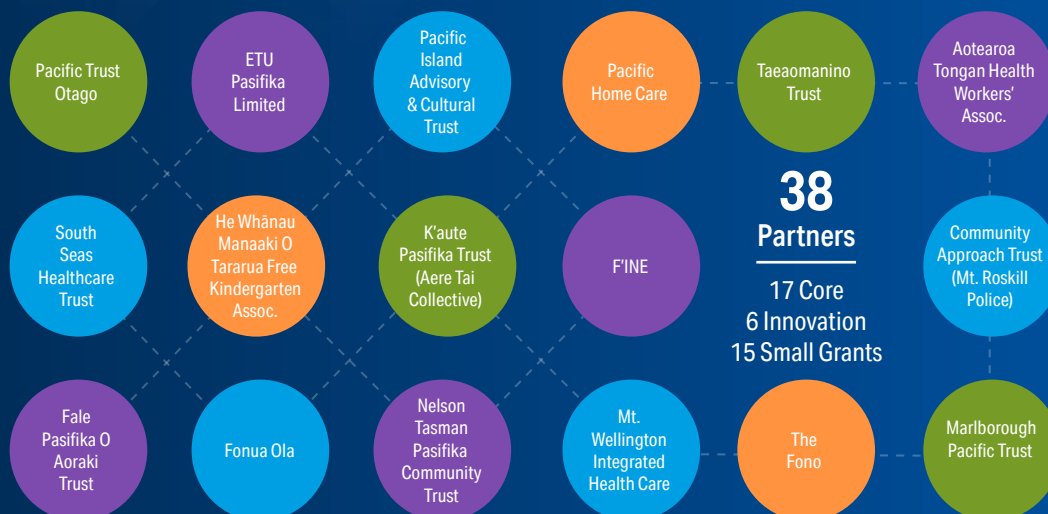 Pacific Trust
Otago
ETU
Pasifika
Limited
Pacific
Island
Advisory
& Cultural
Trust
Pacific
Home Care
Taeaomanino
Trust
Aotearoa
Tongan Health
Workers'
Assoc.
South
Seas
Healthcare
Trust
He Whānau
Manaaki O
Tararua Free
Kindergarten
Assoc.
K'aute
Pasifika Trust
(Aere Tai
Collective)
F'INE
38
Partners
17 Core
6 Innovation
15 Small Grants
Community
Approach Trust
(Mt. Roskill
Police)
Fale
Pasifika O
Aoraki
Trust
Fonua Ola
Nelson
Tasman
Pasifika
Community
Trust
Mt.
Wellington
Integrated
Health Care
The
Fono
Marlborough
Pacific Trust